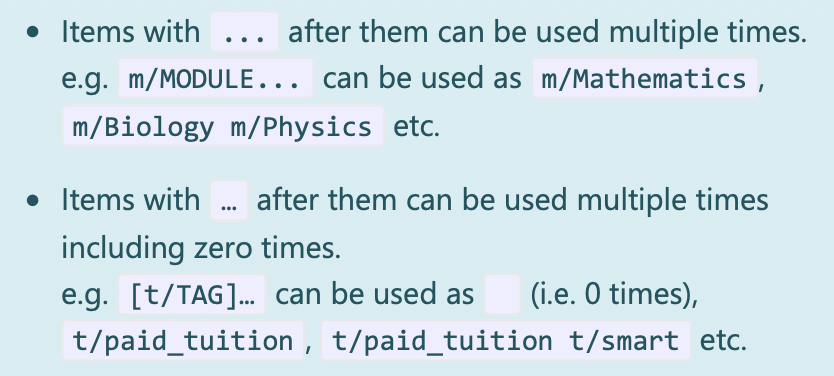 • Items with ... after them can be used multiple times.
e.g. m/MODULE... can be used as m/Mathematics,
m/Biology m/Physics etc.
• Items with … after them can be used multiple times
including zero times.
e.g. [t/TAG]… can be used as   (i.e. 0 times),
t/paid_tuition, t/paid_tuition t/smart etc.